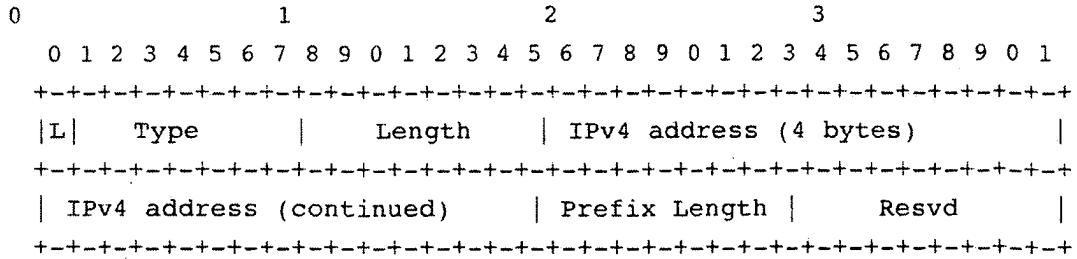 0 1 2 3
0 1 2 3 4 5 6 7 8 9 0 1 2 3 4 5 6 7 8 9 0 1 2 3 4 5 6 7 8 9 0 1
+-+-+-+-+-+-+-+-+-+-+-+-+-+-+-+-+-+-+-+-+-+-+-+-+-+-+-+-+-+-+-+-+
|L| Type | Length | IPv4 address (4 bytes) |
+-+-+-+-+-+-+-+-+-+-+-+-+-+-+-+-+-+-+-+-+-+-+-+-+-+-+-+-+-+-+-+-+
| IPv4 address (continued) | Prefix Length | Resvd |
+-+-+-+-+-+-+-+-+-+-+-+-+-+-+-+-+-+-+-+-+-+-+-+-+-+-+-+-+-+-+-+-+